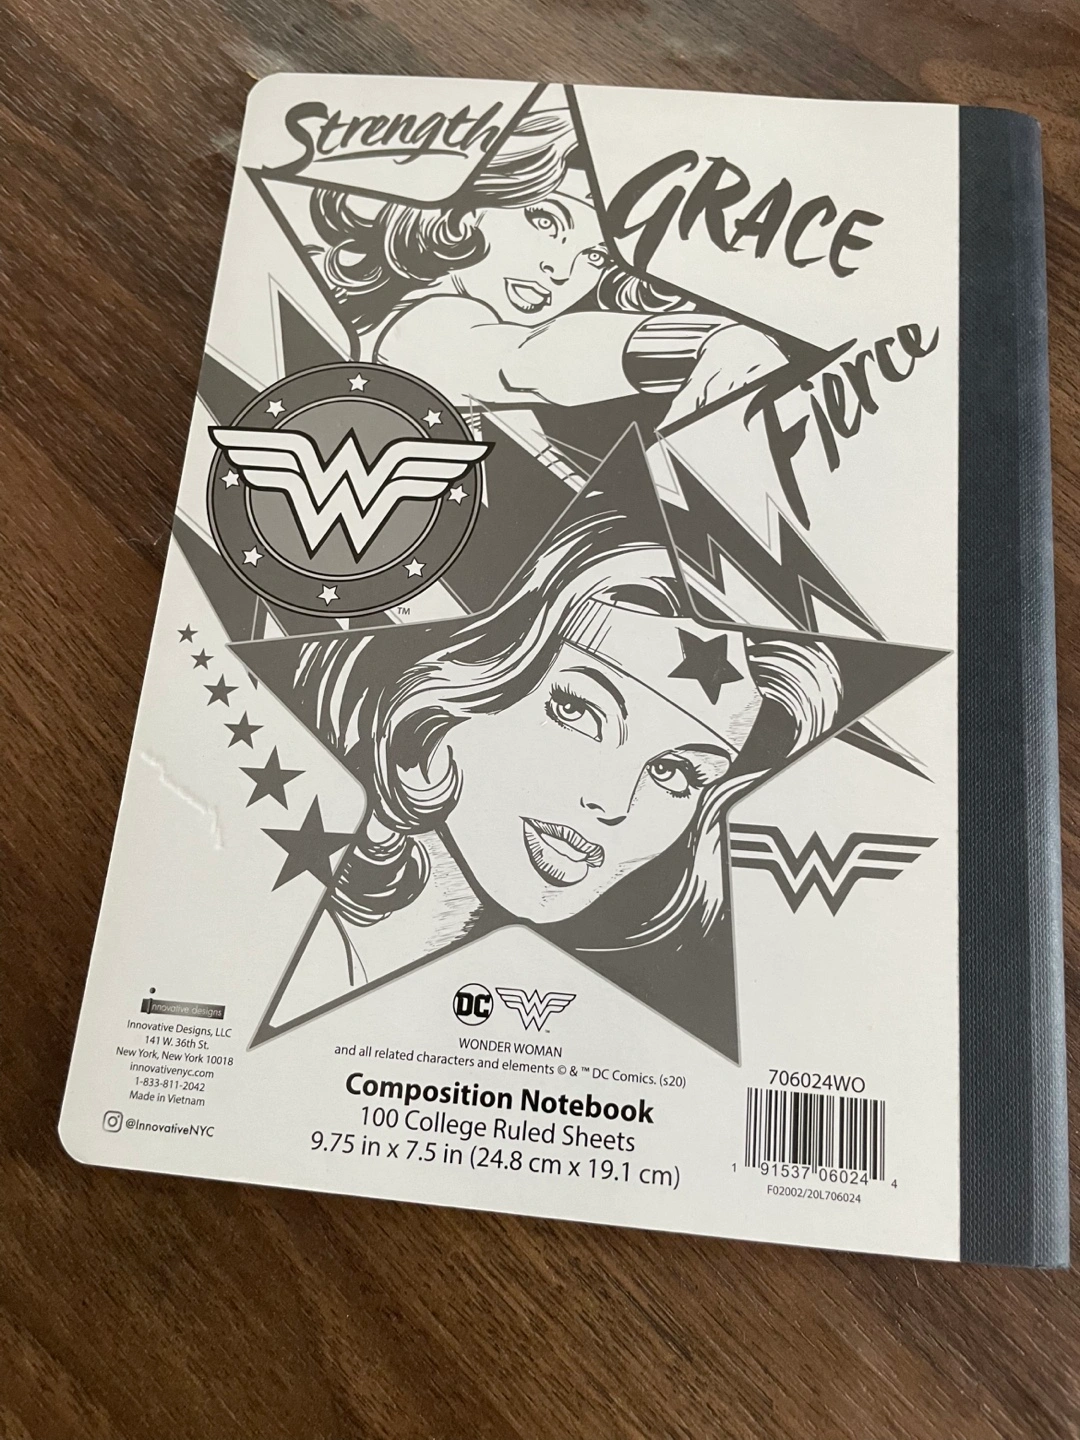 Strength
GRACE
Fierce
W
TM
W
innovative designs
Innovative Designs, LLC
141 W. 36th St.
New York, New York 10018
innovativenyc.com
1-833-811-2042
Made in Vietnam
@InnovativeNYC
DC W ™
WONDER WOMAN
and all related characters and elements © & ™ DC Comics. (s20)
Composition Notebook
100 College Ruled Sheets
9.75 in x 7.5 in (24.8 cm x 19.1 cm)
706024WO
1 91537 06024 4
F02002/20L706024